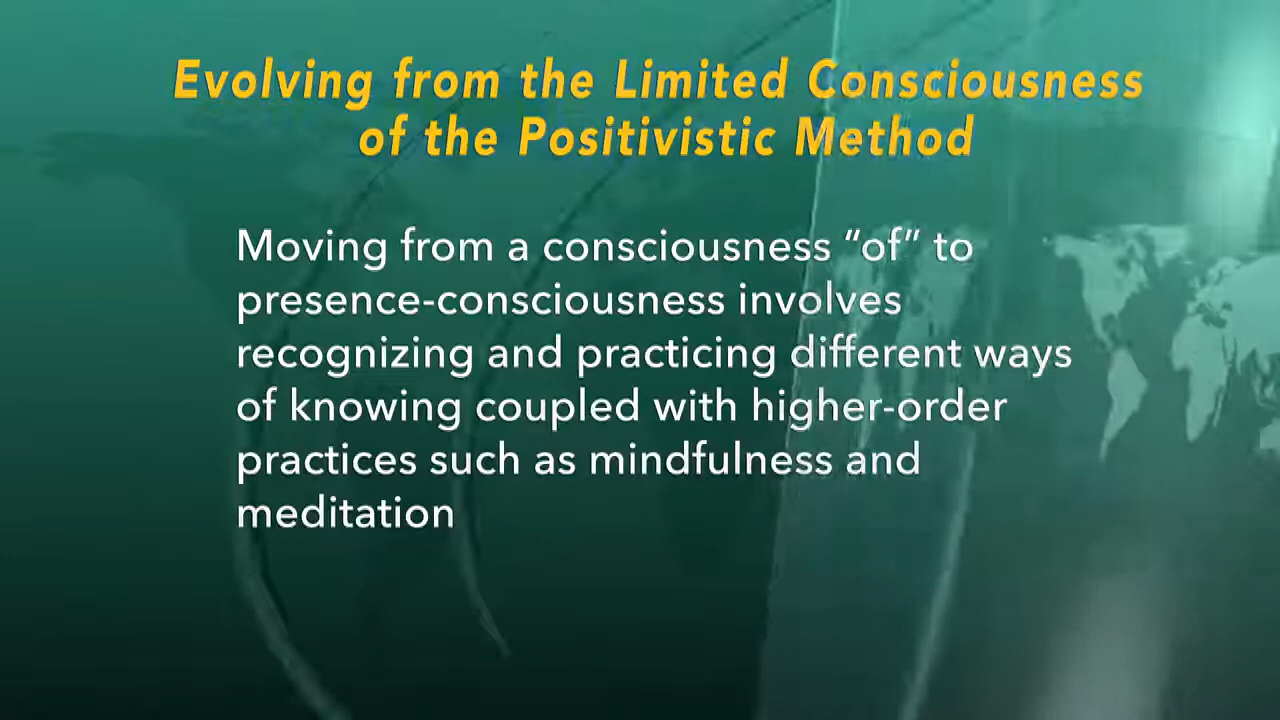 Evolving from the Limited Consciousness
of the Positivistic Method
Moving from a consciousness “of” to
presence-consciousness involves
recognizing and practicing different ways
of knowing coupled with higher-order
practices such as mindfulness and
meditation